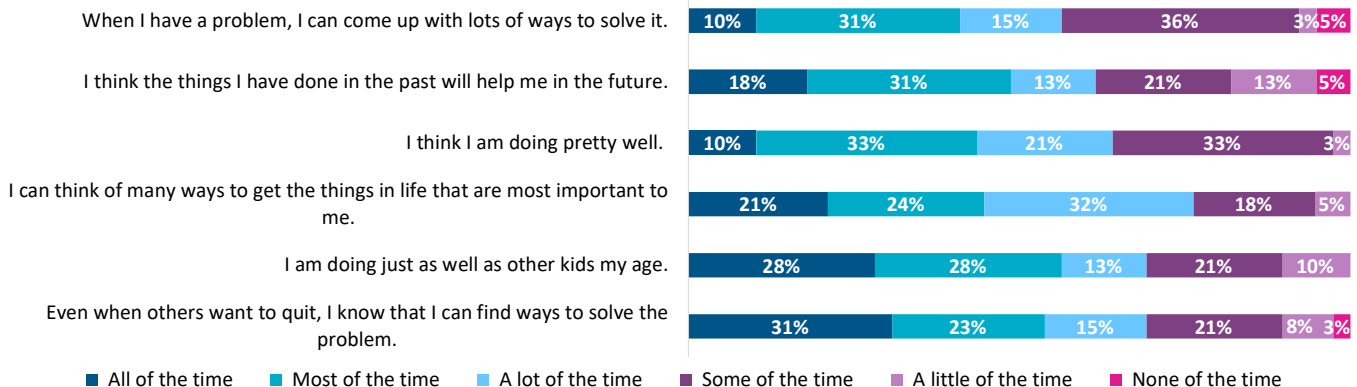 When I have a problem, I can come up with lots of ways to solve it.
10% 31% 15% 36% 3% 5%
I think the things I have done in the past will help me in the future.
18% 31% 13% 21% 13% 5%
I think I am doing pretty well.
10% 33% 21% 33% 3%
I can think of many ways to get the things in life that are most important to
me.
21% 24% 32% 18% 5%
I am doing just as well as other kids my age.
28% 28% 13% 21% 10%
Even when others want to quit, I know that I can find ways to solve the
problem.
31% 23% 15% 21% 8% 3%
All of the time Most of the time A lot of the time Some of the time A little of the time None of the time